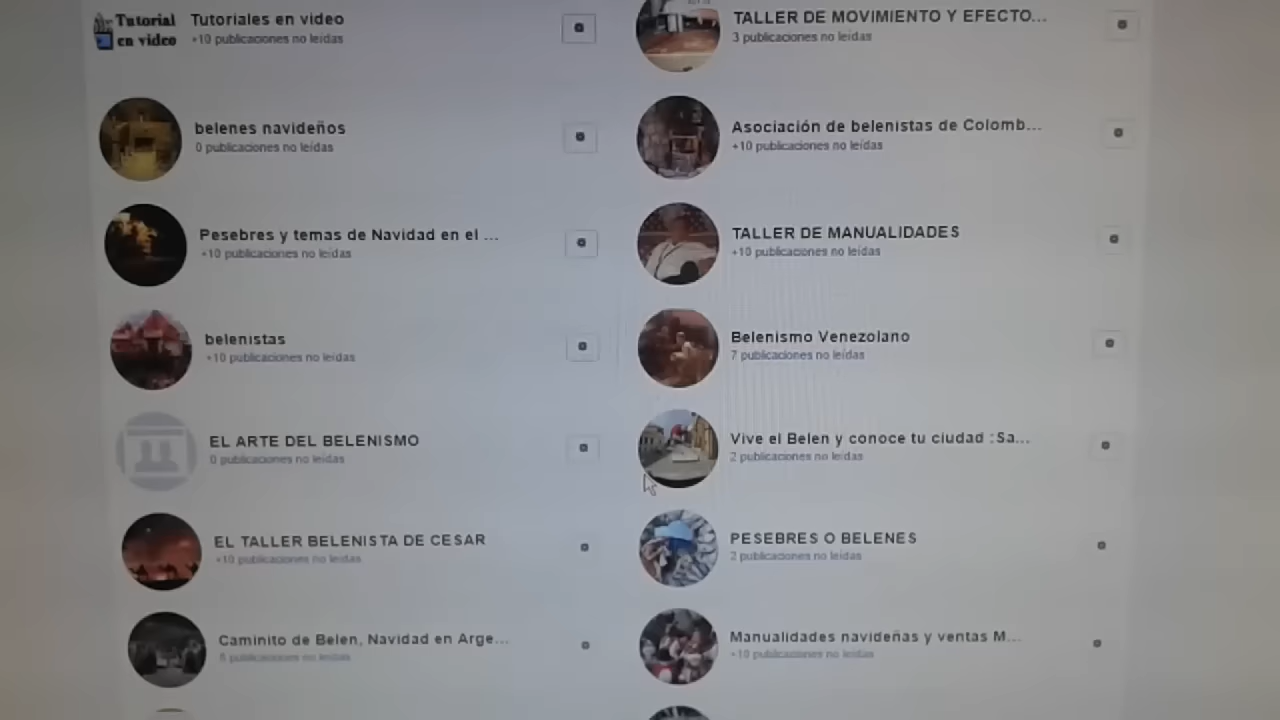 Tutorial
en video
Tutoriales en video
+10 publicaciones no leídas
TALLER DE MOVIMIENTO Y EFECTO...
3 publicaciones no leídas
belenes navideños
0 publicaciones no leídas
Asociación de belenistas de Colomb...
+10 publicaciones no leídas
Pesebres y temas de Navidad en el ...
+10 publicaciones no leídas
TALLER DE MANUALIDADES
+10 publicaciones no leídas
belenistas
+10 publicaciones no leídas
Belenismo Venezolano
7 publicaciones no leídas
EL ARTE DEL BELENISMO
0 publicaciones no leídas
Vive el Belen y conoce tu ciudad :Sa...
2 publicaciones no leídas
EL TALLER BELENISTA DE CESAR
+10 publicaciones no leídas
PESEBRES O BELENES
2 publicaciones no leídas
Caminito de Belen, Navidad en Arge...
publicaciones no leídas
Manualidades navideñas y ventas M...
+10 publicaciones no leídas